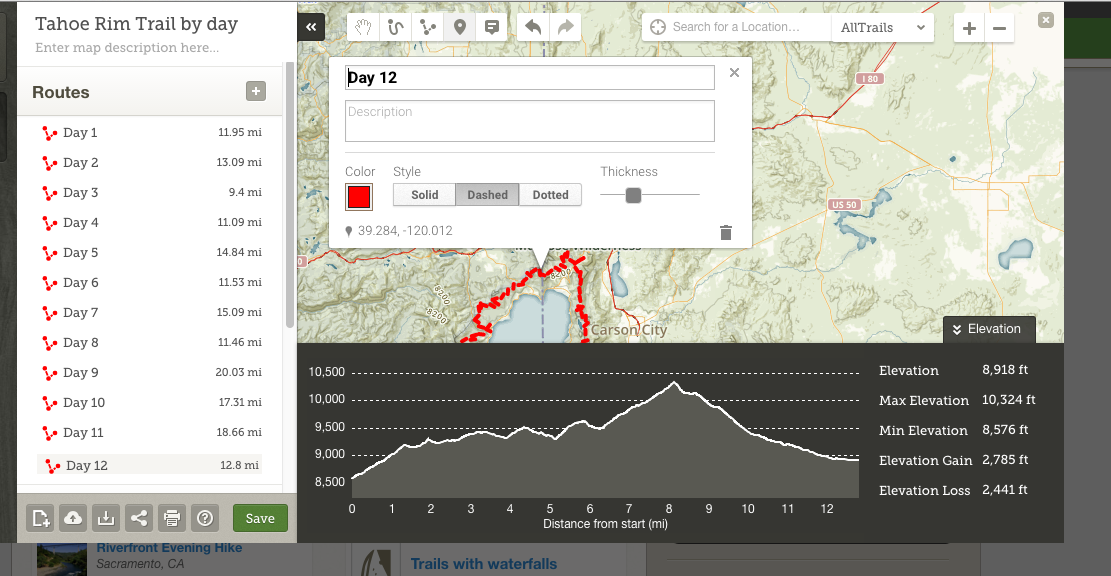 Tahoe Rim Trail by day
Enter map description here...
Routes
Day 1 11.95 mi
Day 2 13.09 mi
Day 3 9.4 mi
Day 4 11.09 mi
Day 5 14.84 mi
Day 6 11.53 mi
Day 7 15.09 mi
Day 8 11.46 mi
Day 9 20.03 mi
Day 10 17.31 mi
Day 11 18.66 mi
Day 12 12.8 mi
Save
Search for a Location...
AllTrails
Day 12
Description
Color Style Thickness
Solid Dashed Dotted
39.284, -120.012
I 80
US 50
8200
8200
8200
Carson City
Elevation
10,500
10,000
9,500
9,000
8,500
0 1 2 3 4 5 6 7 8 9 10 11 12
Distance from start (mi)
Elevation 8,918 ft
Max Elevation 10,324 ft
Min Elevation 8,576 ft
Elevation Gain 2,785 ft
Elevation Loss 2,441 ft
Riverfront Evening Hike
Sacramento, CA
Trails with waterfalls